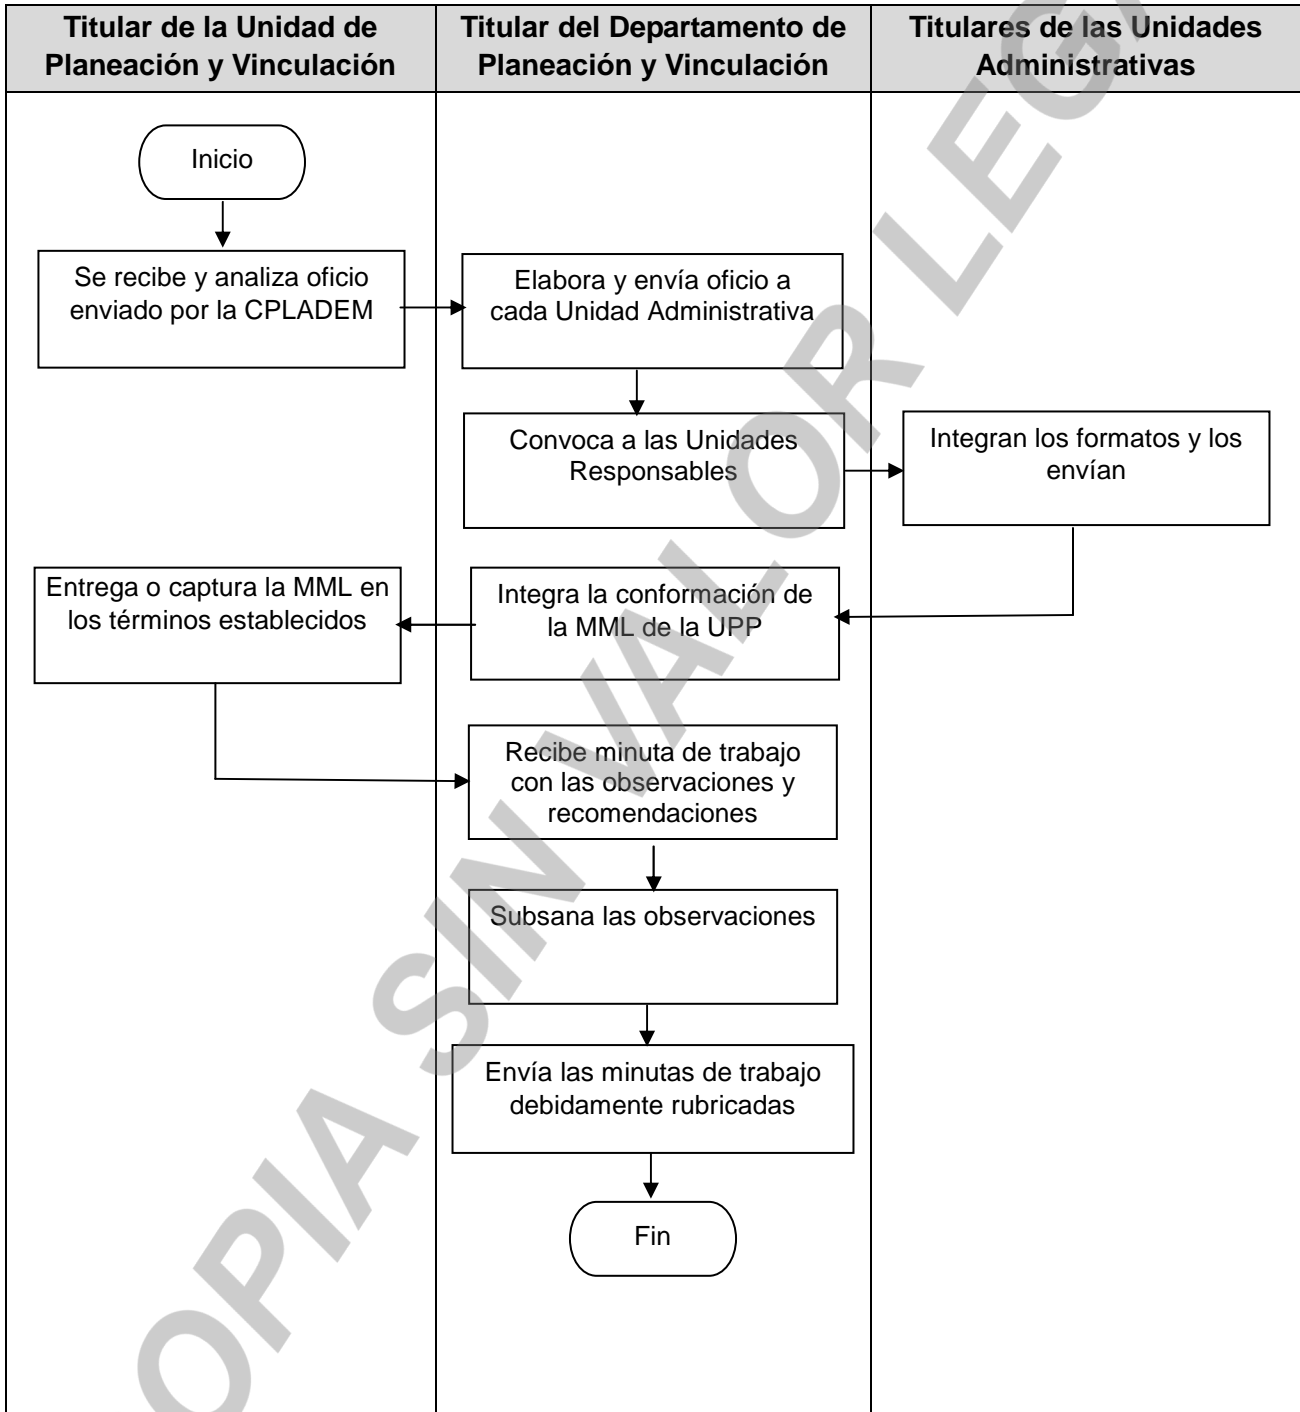 Titular de la Unidad de
Planeación y Vinculación
Titular del Departamento de
Planeación y Vinculación
Titulares de las Unidades
Administrativas
Inicio
Se recibe y analiza oficio
enviado por la CPLADEM
Elabora y envía oficio a
cada Unidad Administrativa
Convoca a las Unidades
Responsables
Integran los formatos y los
envían
Entrega o captura la MML en
los términos establecidos
Integra la conformación de
la MML de la UPP
Recibe minuta de trabajo
con las observaciones y
recomendaciones
Subsana las observaciones
Envía las minutas de trabajo
debidamente rubricadas
Fin
OPIA SIN VALOR LEGA